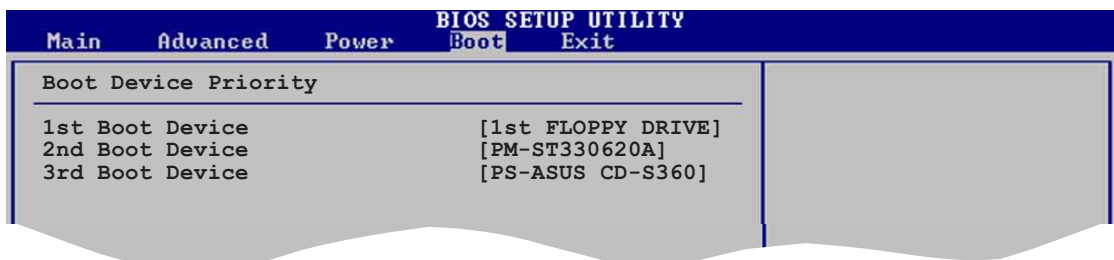 BIOS SETUP UTILITY
Main Advanced Power Boot Exit
Boot Device Priority
1st Boot Device [1st FLOPPY DRIVE]
2nd Boot Device [PM-ST330620A]
3rd Boot Device [PS-ASUS CD-S360]